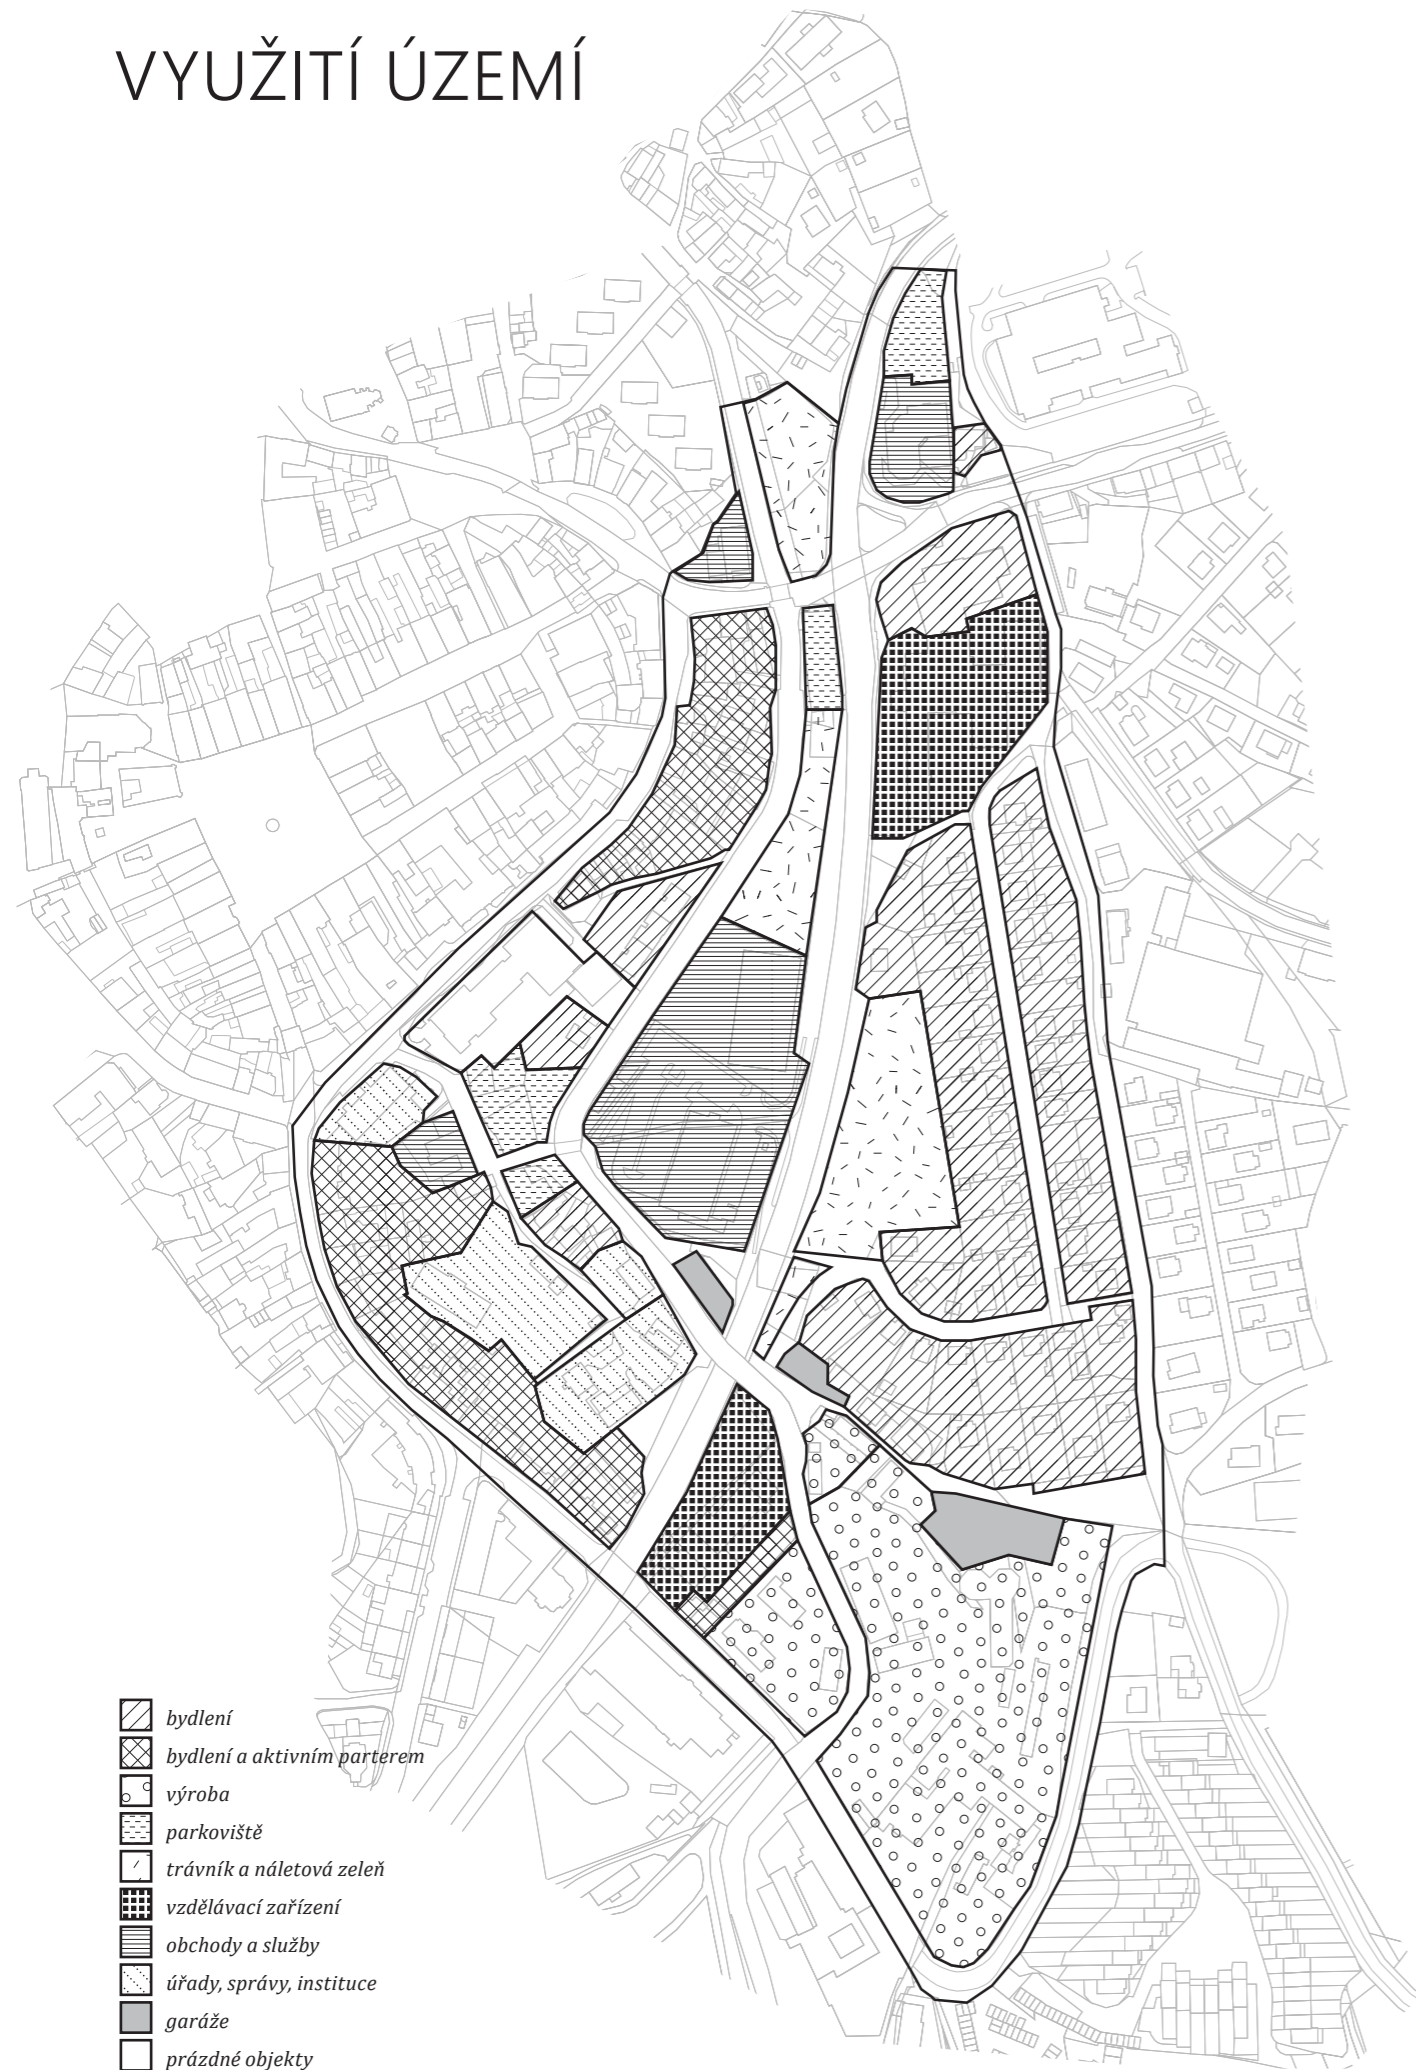 VYUŽITÍ ÚZEMÍ
bydlení
bydlení a aktivním parterem
výroba
parkoviště
trávník a náletová zeleň
vzdělávací zařízení
obchody a služby
úřady, správy, instituce
garáže
prázdné objekty